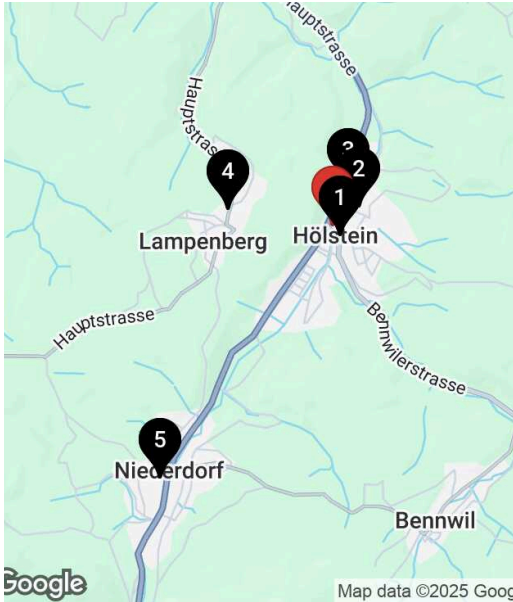 Hauptstrasse
Hauptstrasse
3
4
2
1
Lampenberg
Hölstein
Hauptstrasse
Bennwilerstrasse
5
Niederdorf
Bennwil
Google
Map data ©2025 Goog